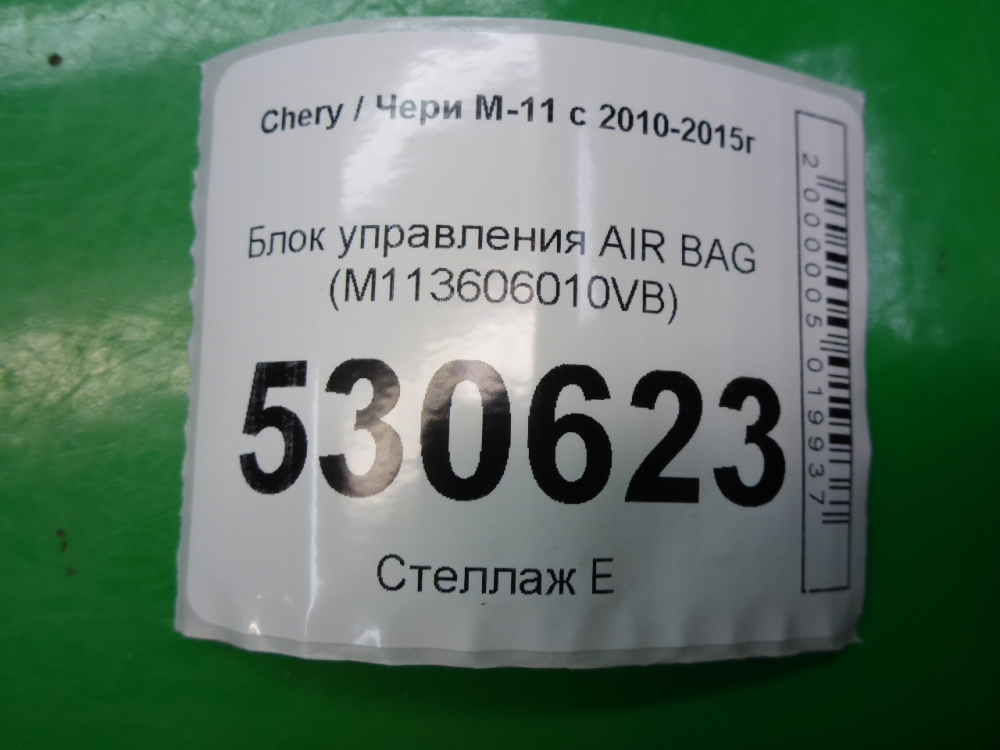 Chery / Чери М-11 с 2010-2015г
Блок управления AIR BAG
(M113606010VB)
530623
Стеллаж Е
2000005019937